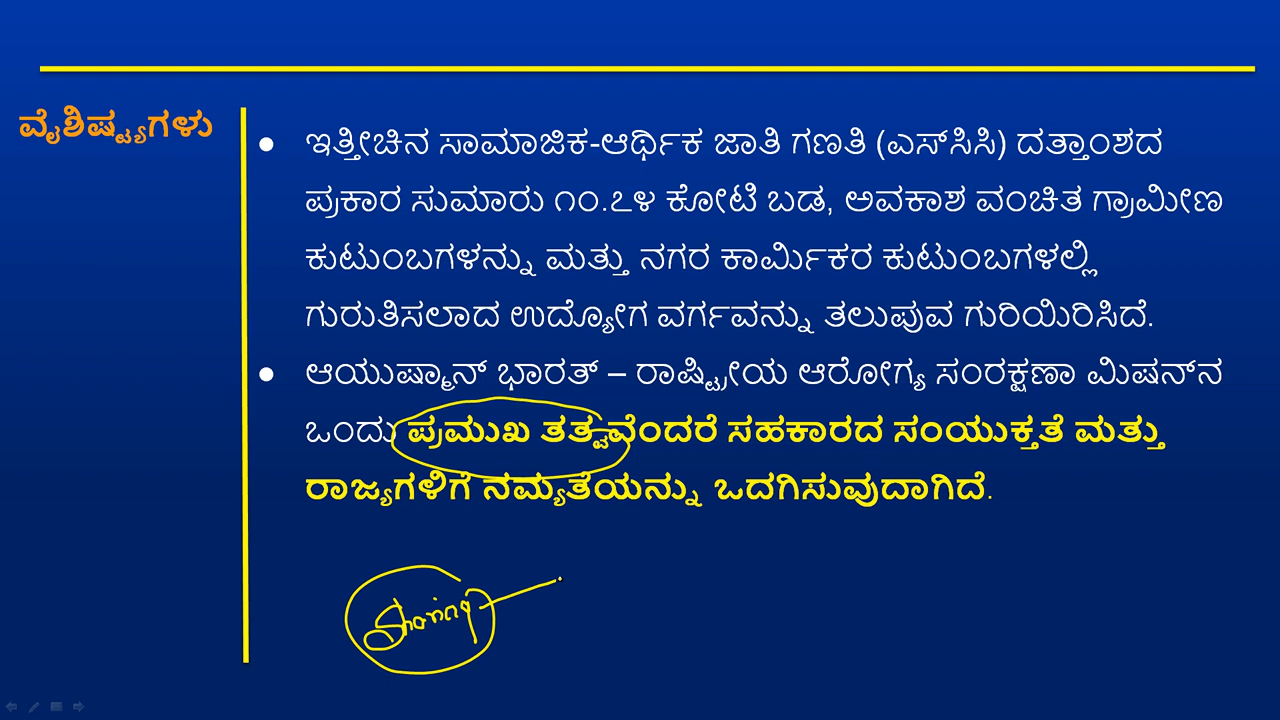 ವೈಶಿಷ್ಟ್ಯಗಳು
ಇತ್ತೀಚಿನ ಸಾಮಾಜಿಕ-ಆರ್ಥಿಕ ಜಾತಿ ಗಣತಿ (ಎಸ್‌ಸಿಸಿ) ದತ್ತಾಂಶದ
ಪ್ರಕಾರ ಸುಮಾರು ೧೦.೭೪ ಕೋಟಿ ಬಡ, ಅವಕಾಶ ವಂಚಿತ ಗ್ರಾಮೀಣ
ಕುಟುಂಬಗಳನ್ನು ಮತ್ತು ನಗರ ಕಾರ್ಮಿಕರ ಕುಟುಂಬಗಳಲ್ಲಿ
ಗುರುತಿಸಲಾದ ಉದ್ಯೋಗ ವರ್ಗವನ್ನು ತಲುಪುವ ಗುರಿಯಿರಿಸಿದೆ.
ಆಯುಷ್ಮಾನ್ ಭಾರತ್ – ರಾಷ್ಟ್ರೀಯ ಆರೋಗ್ಯ ಸಂರಕ್ಷಣಾ ಮಿಷನ್‌ನ
ಒಂದು ಪ್ರಮುಖ ತತ್ವವೆಂದರೆ ಸಹಕಾರದ ಸಂಯುಕ್ತತೆ ಮತ್ತು
ರಾಜ್ಯಗಳಿಗೆ ನಮ್ಯತೆಯನ್ನು ಒದಗಿಸುವುದಾಗಿದೆ.
Sharing